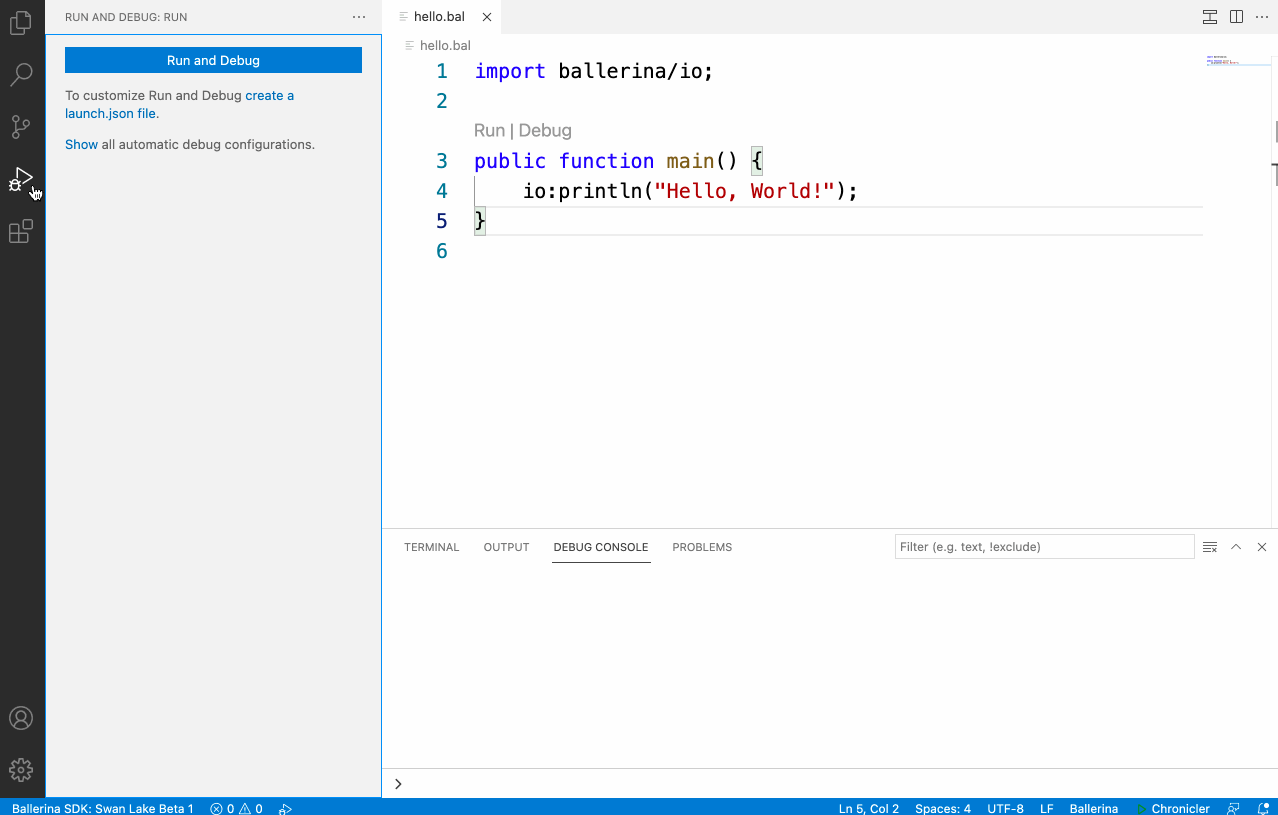 RUN AND DEBUG: RUN
Run and Debug
To customize Run and Debug create a
launch.json file.
Show all automatic debug configurations.
hello.bal
hello.bal
1 import ballerina/io;
2
Run | Debug
3 public function main() {
4 io:println("Hello, World!");
5 }
6
TERMINAL OUTPUT DEBUG CONSOLE PROBLEMS
Filter (e.g. text, !exclude)
Ballerina SDK: Swan Lake Beta 1 0 0 Ln 5, Col 2 Spaces: 4 UTF-8 LF Ballerina Chronicler